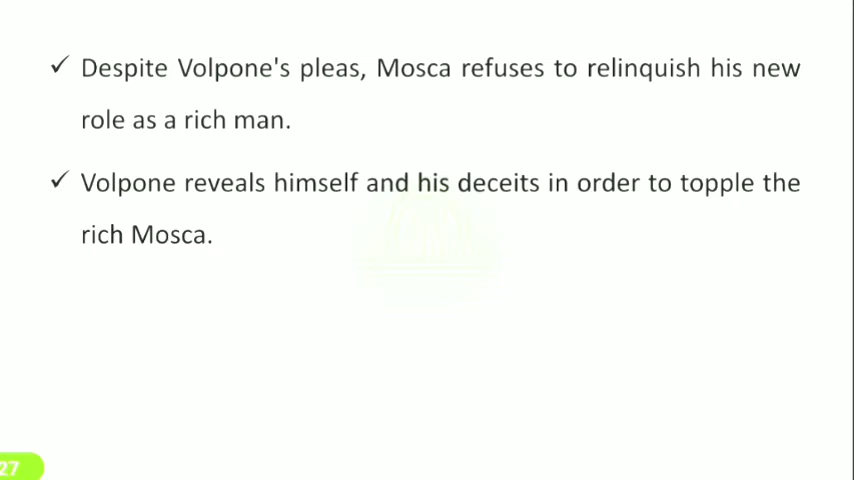 ✓ Despite Volpone's pleas, Mosca refuses to relinquish his new
role as a rich man.
✓ Volpone reveals himself and his deceits in order to topple the
rich Mosca.
27